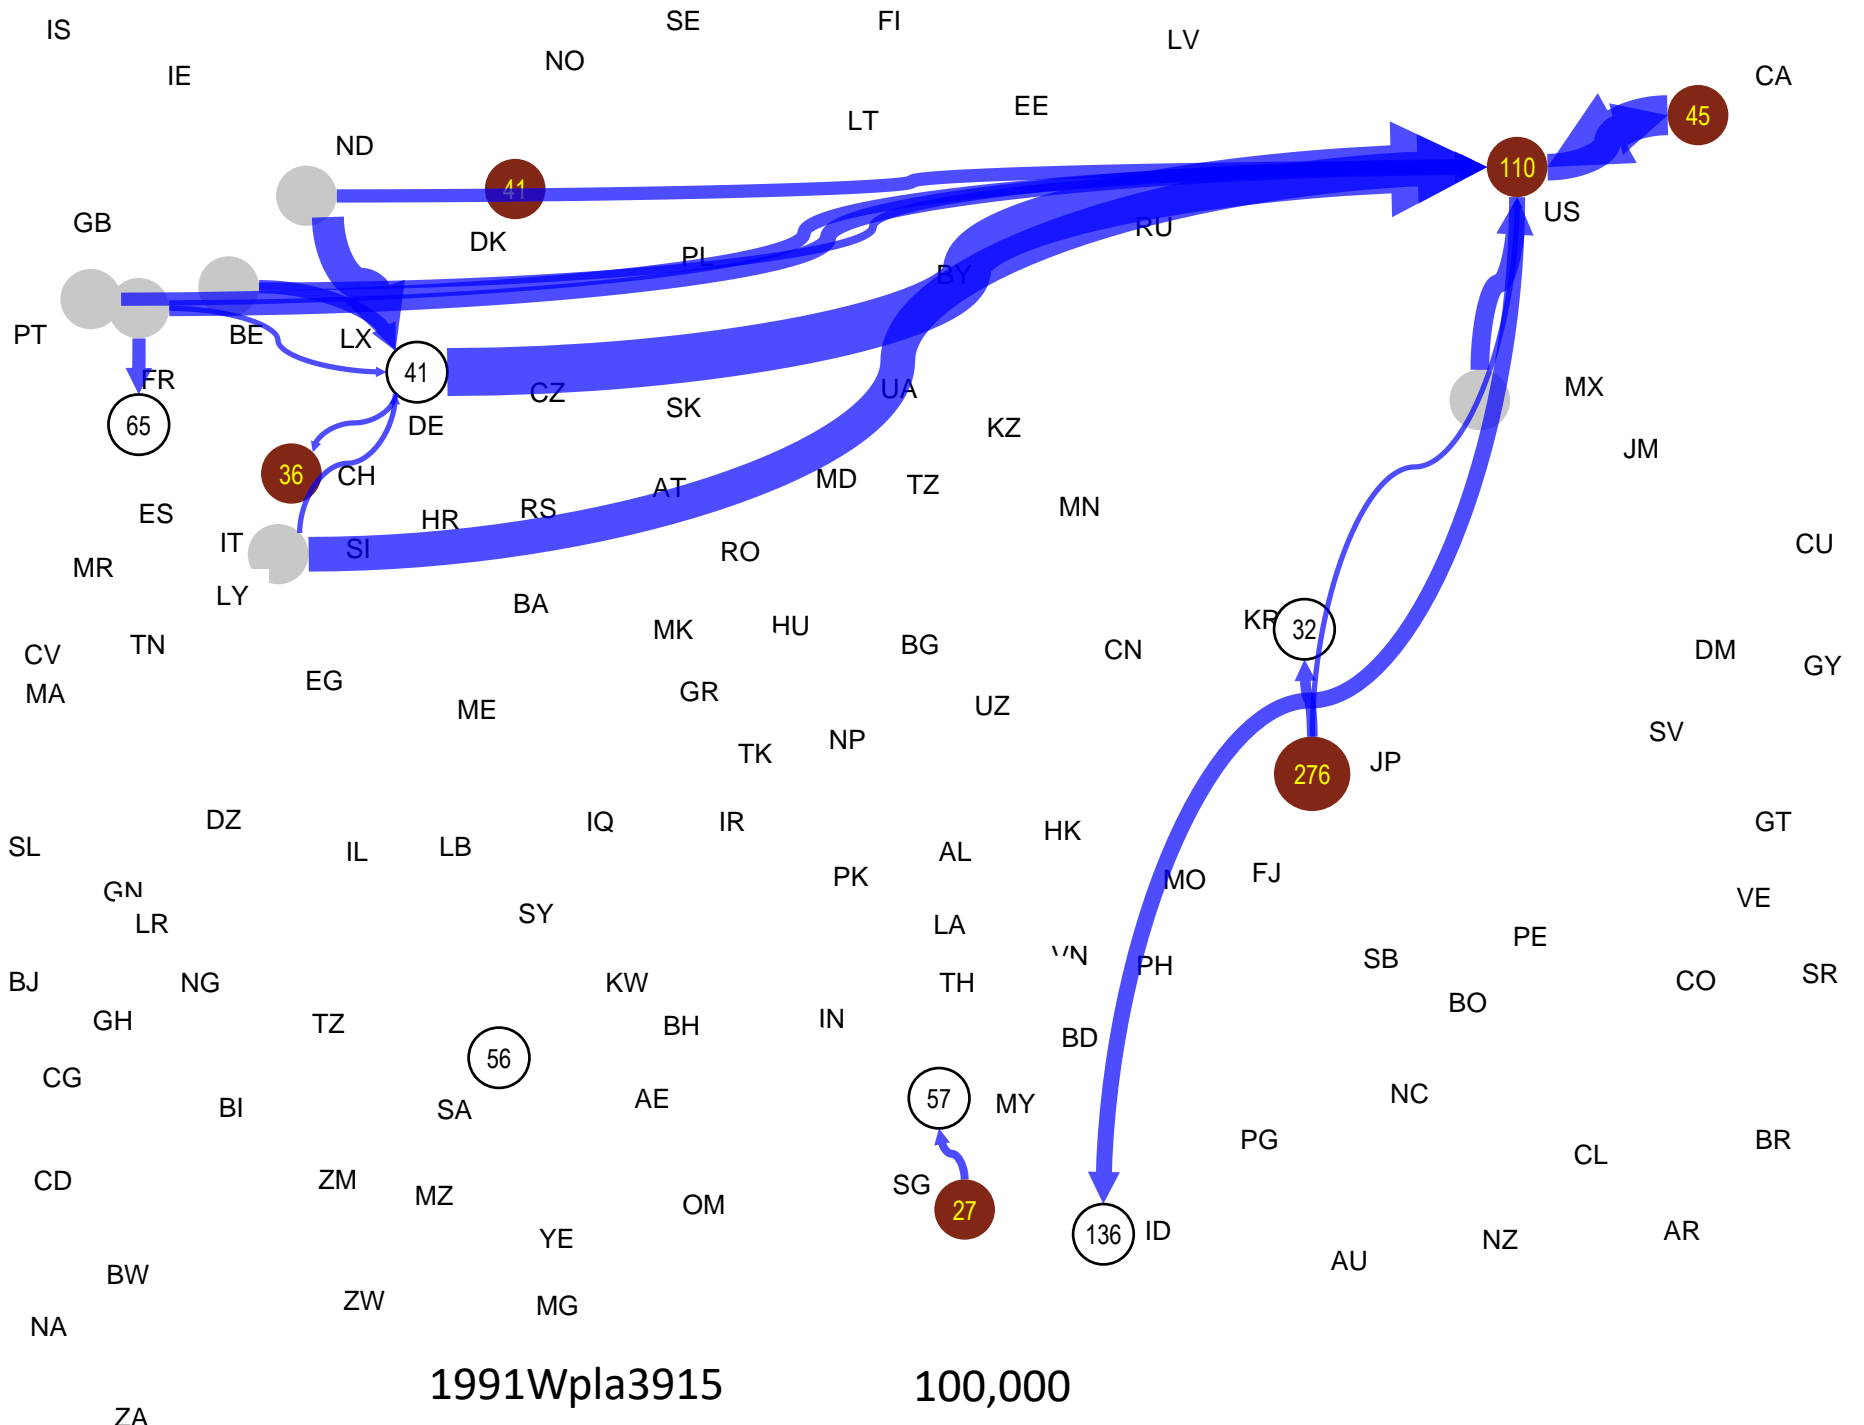 IS
SE
FI
LV
NO
IE
CA
EE
LT
45
ND
110
41
US
GB
DK
RU
PL
BY
PT
BE
LX
41
FR
CZ
UA
MX
SK
65
DE
KZ
JM
36
CH
AT
MD
TZ
MN
ES
HR
RS
IT
SI
RO
CU
MR
LY
BA
KR
32
MK
HU
TN
BG
CN
DM
CV
GY
MA
EG
GR
ME
UZ
SV
TK
NP
276
JP
DZ
IQ
IR
GT
HK
SL
IL
LB
AL
PK
MO
FJ
GN
VE
LR
SY
LA
PE
VN
PH
SB
BJ
NG
KW
TH
CO
SR
BO
GH
TZ
BH
IN
BD
56
CG
57
MY
NC
BI
SA
AE
PG
BR
CL
CD
ZM
MZ
SG
27
OM
136
ID
AR
YE
NZ
AU
BW
ZW
MG
NA
1991Wpla3915
100,000
ZA